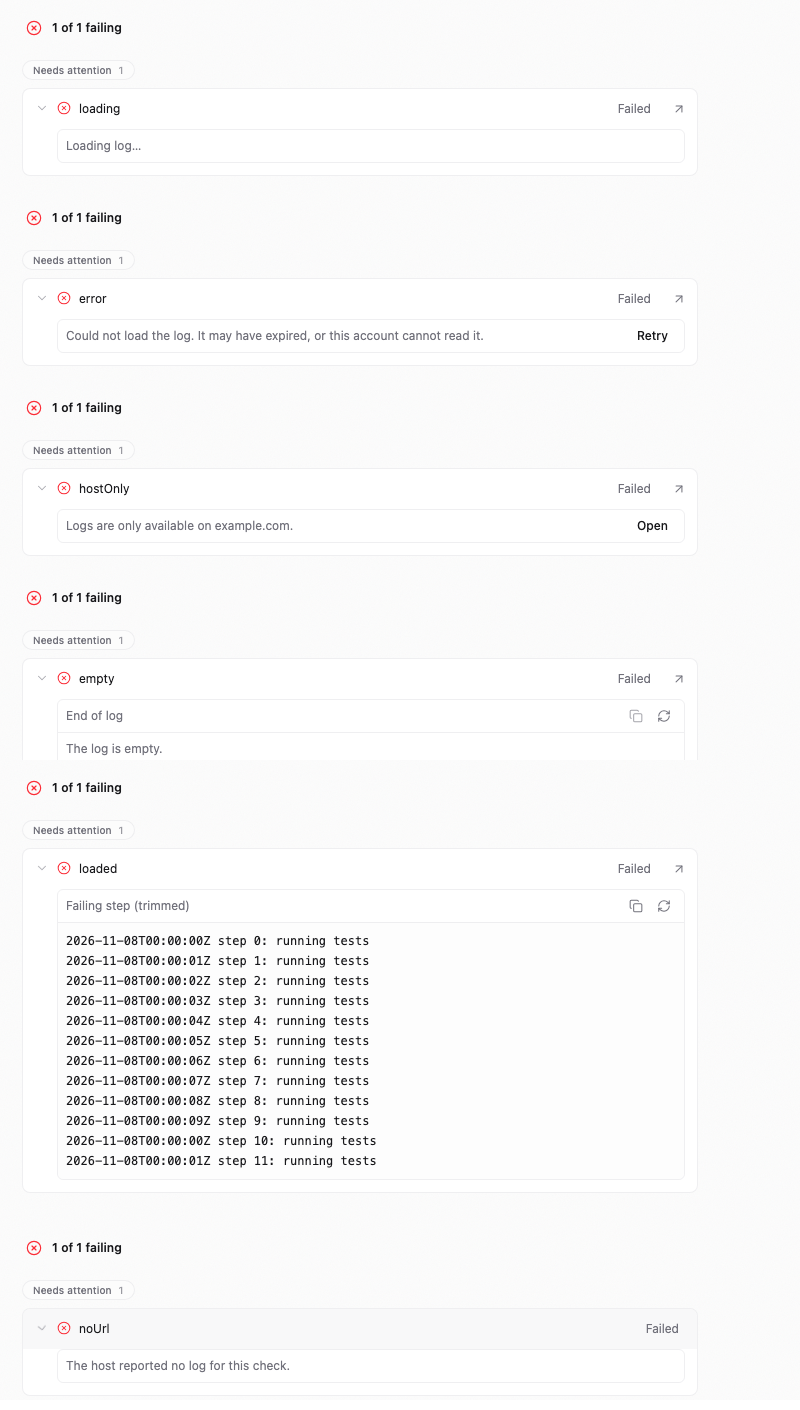 1 of 1 failing
Needs attention 1
loading Failed
Loading log...
1 of 1 failing
Needs attention 1
error Failed
Could not load the log. It may have expired, or this account cannot read it. Retry
1 of 1 failing
Needs attention 1
hostOnly Failed
Logs are only available on example.com. Open
1 of 1 failing
Needs attention 1
empty Failed
End of log
The log is empty.
1 of 1 failing
Needs attention 1
loaded Failed
Failing step (trimmed)
2026-11-08T00:00:00Z step 0: running tests
2026-11-08T00:00:01Z step 1: running tests
2026-11-08T00:00:02Z step 2: running tests
2026-11-08T00:00:03Z step 3: running tests
2026-11-08T00:00:04Z step 4: running tests
2026-11-08T00:00:05Z step 5: running tests
2026-11-08T00:00:06Z step 6: running tests
2026-11-08T00:00:07Z step 7: running tests
2026-11-08T00:00:08Z step 8: running tests
2026-11-08T00:00:09Z step 9: running tests
2026-11-08T00:00:00Z step 10: running tests
2026-11-08T00:00:01Z step 11: running tests
1 of 1 failing
Needs attention 1
noUrl Failed
The host reported no log for this check.